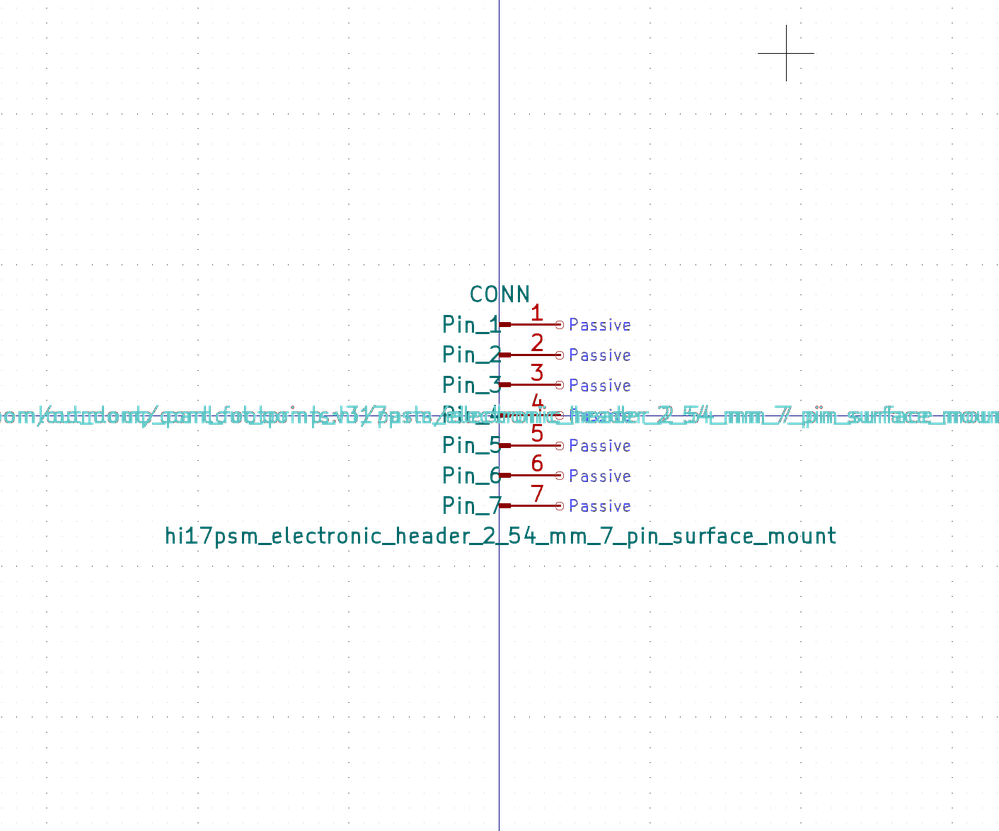 CONN
1
Pin_1 Passive
2
Pin_2 Passive
3
Pin_3 Passive
4
5
Pin_5 Passive
6
Pin_6 Passive
7
Pin_7 Passive
hi17psm_electronic_header_2_54_mm_7_pin_surface_mount